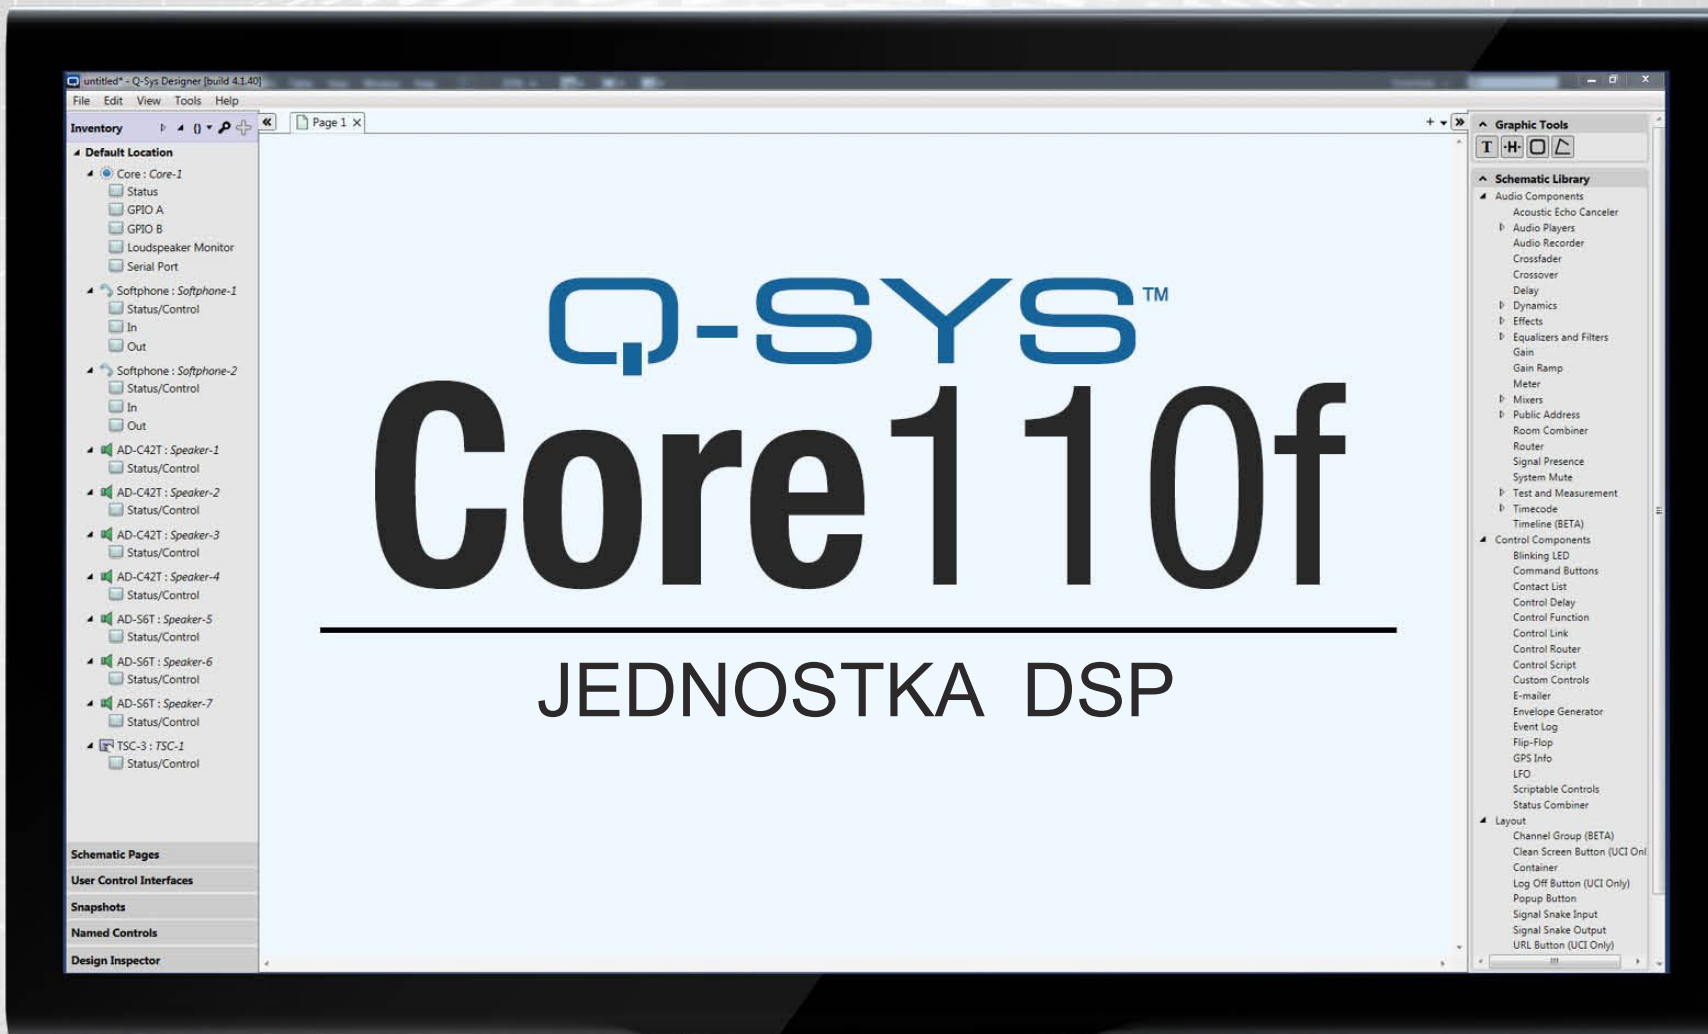 untitled* - Q-Sys Designer [build 4.1.40]
File Edit View Tools Help
Inventory
Default Location
Core : Core-1
Status
GPIO A
GPIO B
Loudspeaker Monitor
Serial Port
Softphone : Softphone-1
Status/Control
In
Out
Softphone : Softphone-2
Status/Control
In
Out
AD-C42T : Speaker-1
Status/Control
AD-C42T : Speaker-2
Status/Control
AD-C42T : Speaker-3
Status/Control
AD-C42T : Speaker-4
Status/Control
AD-S6T : Speaker-5
Status/Control
AD-S6T : Speaker-6
Status/Control
AD-S6T : Speaker-7
Status/Control
TSC-3 : TSC-1
Status/Control
Schematic Pages
User Control Interfaces
Snapshots
Named Controls
Design Inspector
Page 1
Q-SYS™
Core110f
JEDNOSTKA DSP
Graphic Tools
T H
Schematic Library
Audio Components
Acoustic Echo Canceler
Audio Players
Audio Recorder
Crossfader
Crossover
Delay
Dynamics
Effects
Equalizers and Filters
Gain
Gain Ramp
Meter
Mixers
Public Address
Room Combiner
Router
Signal Presence
System Mute
Test and Measurement
Timecode
Timeline (BETA)
Control Components
Blinking LED
Command Buttons
Contact List
Control Delay
Control Function
Control Link
Control Router
Control Script
Custom Controls
E-mailer
Envelope Generator
Event Log
Flip-Flop
GPS Info
LFO
Scriptable Controls
Status Combiner
Layout
Channel Group (BETA)
Clean Screen Button (UCI Onl
Container
Log Off Button (UCI Only)
Popup Button
Signal Snake Input
Signal Snake Output
URL Button (UCI Only)